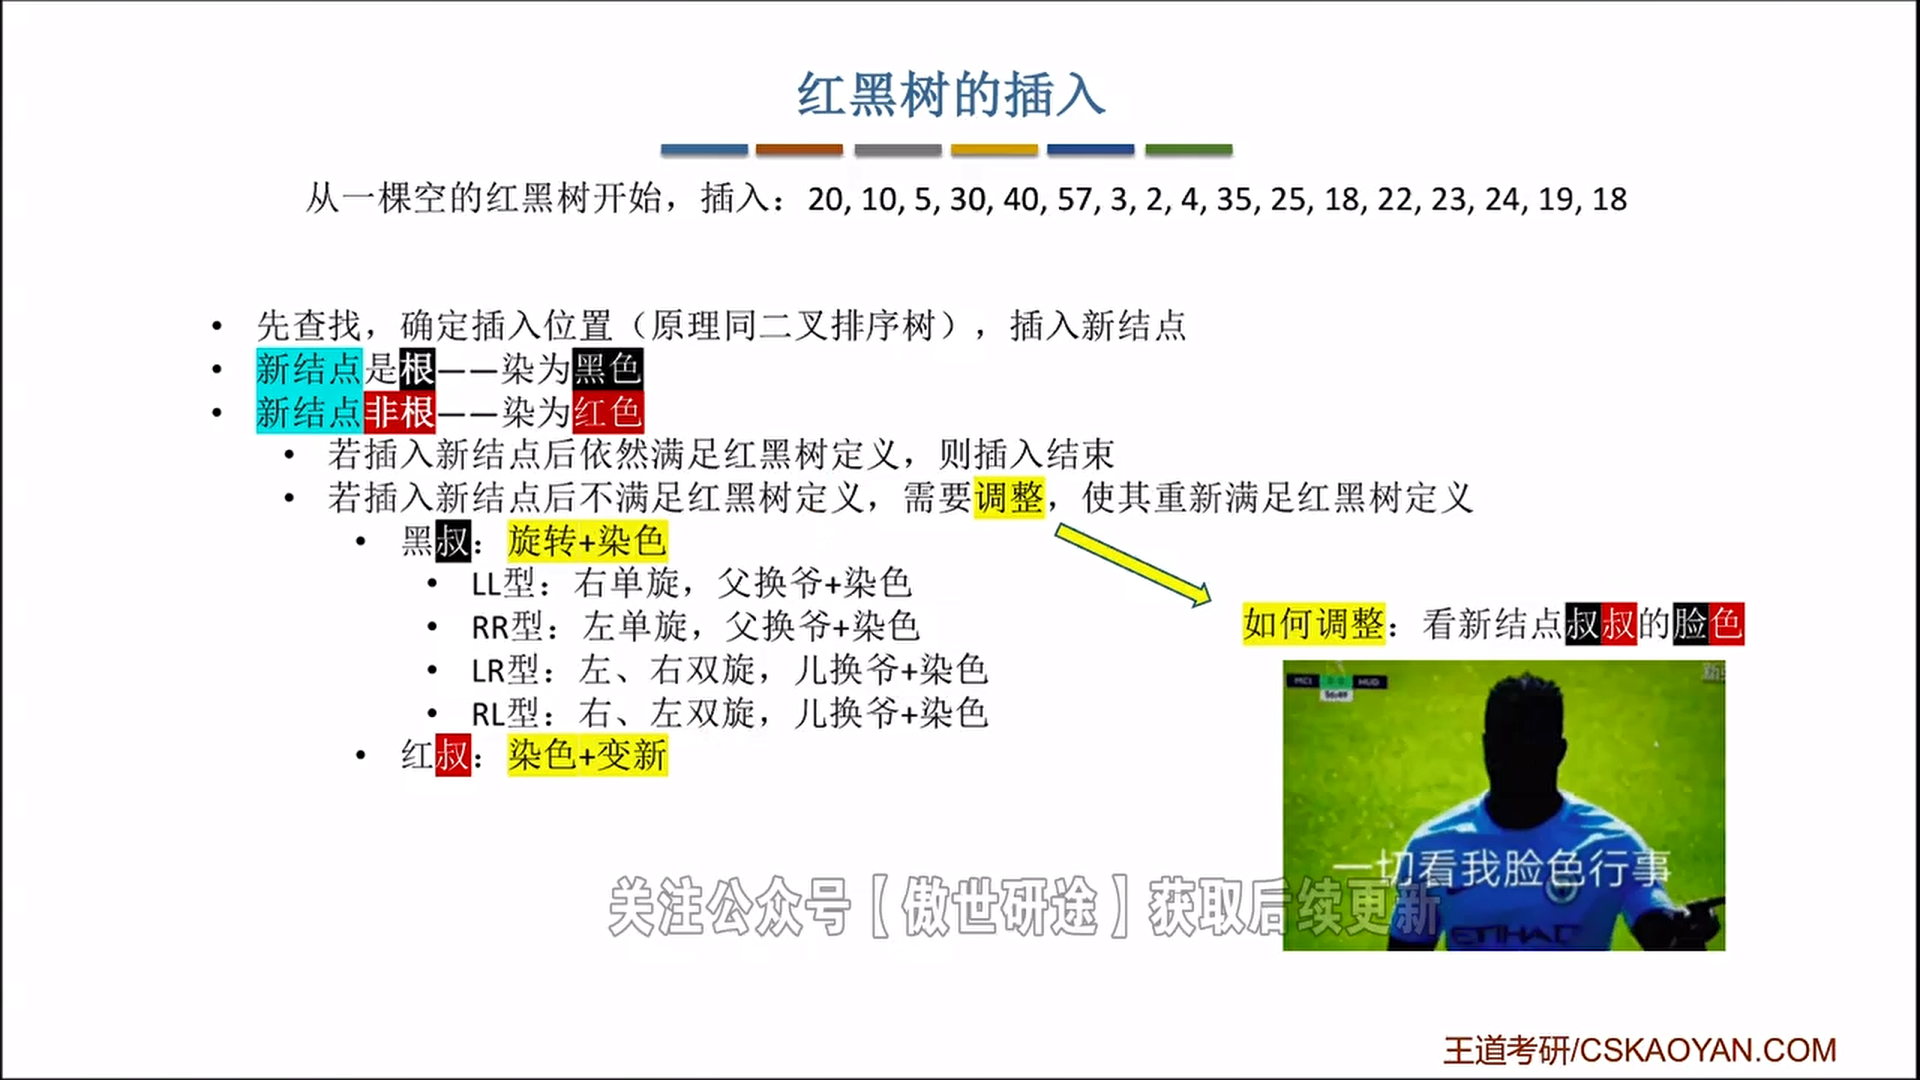 红黑树的插入
从一棵空的红黑树开始，插入：20, 10, 5, 30, 40, 57, 3, 2, 4, 35, 25, 18, 22, 23, 24, 19, 18
• 先查找，确定插入位置（原理同二叉排序树），插入新结点
• 新结点是根——染为黑色
• 新结点非根——染为红色
• 若插入新结点后依然满足红黑树定义，则插入结束
• 若插入新结点后不满足红黑树定义，需要调整，使其重新满足红黑树定义
• 黑叔：旋转+染色
• LL型：右单旋，父换爷+染色
• RR型：左单旋，父换爷+染色
• LR型：左、右双旋，儿换爷+染色
• RL型：右、左双旋，儿换爷+染色
• 红叔：染色+变新
如何调整：看新结点叔叔的脸色
MCI HUD
一切看我脸色行事
ETIHAD
关注公众号【傲世研途】获取后续更新
王道考研/CSKAOYAN.COM